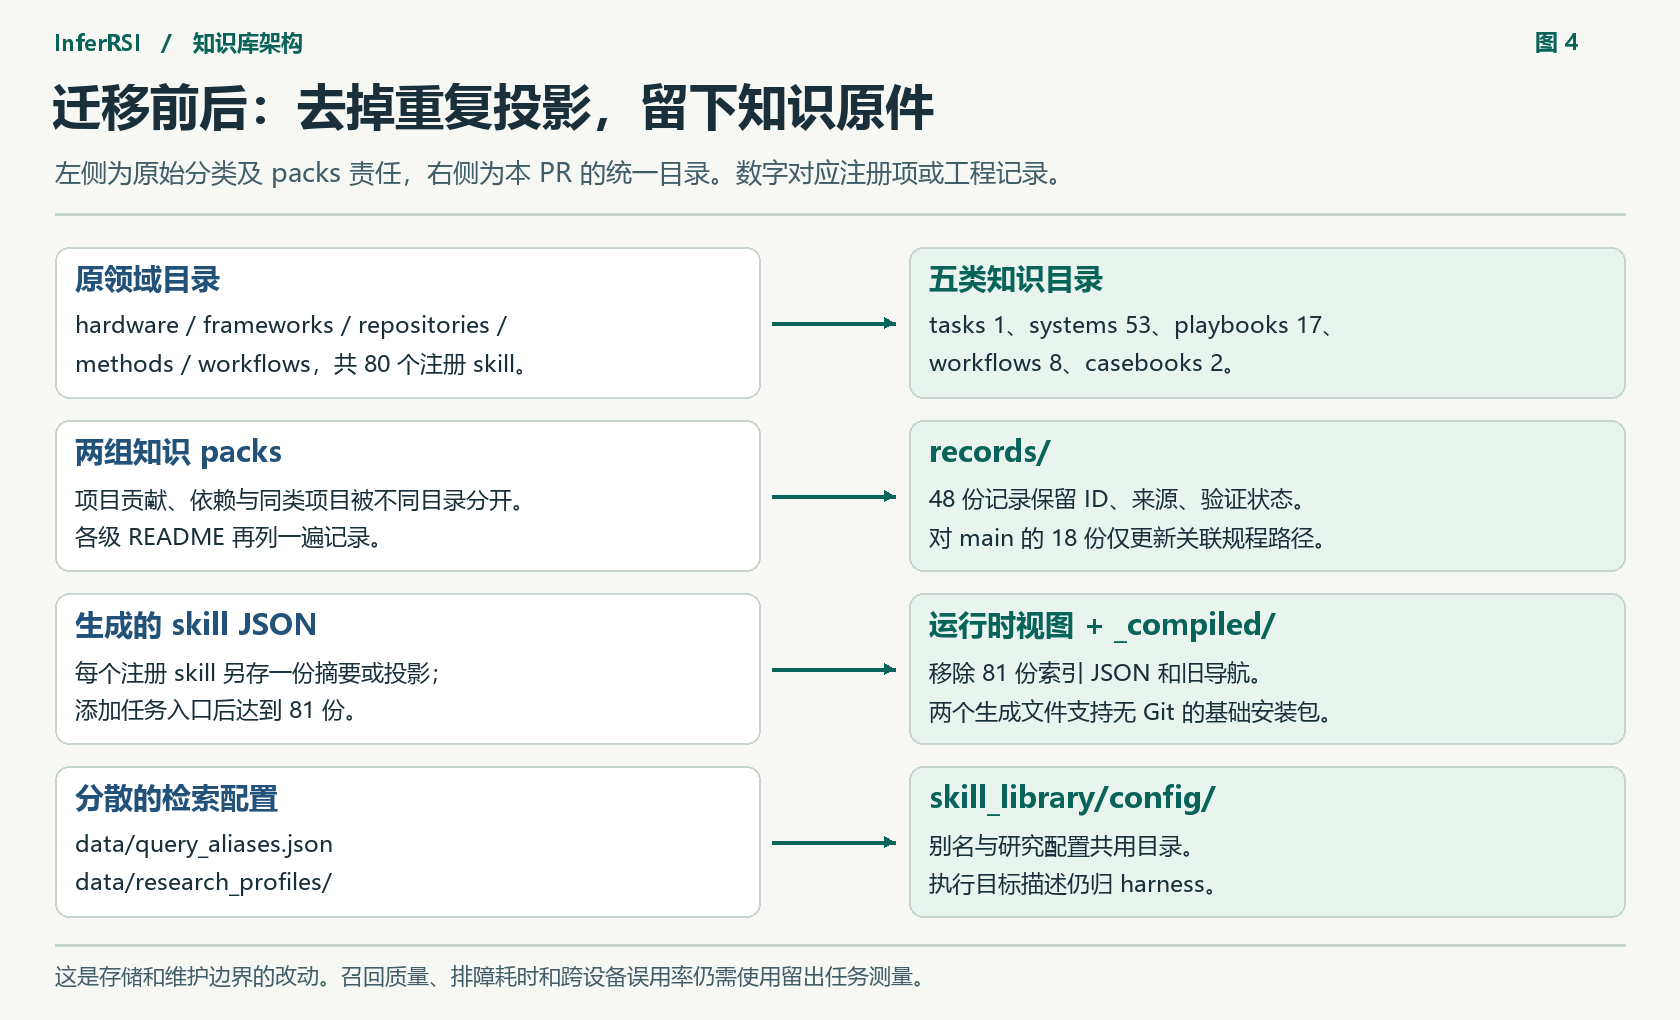 InferRSI / 知识库架构
图 4
迁移前后：去掉重复投影，留下知识原件
左侧为原始分类及 packs 责任，右侧为本 PR 的统一目录。数字对应注册项或工程记录。
原领域目录
hardware / frameworks / repositories /
methods / workflows，共 80 个注册 skill。
五类知识目录
tasks 1、systems 53、playbooks 17、
workflows 8、casebooks 2。
两组知识 packs
项目贡献、依赖与同类项目被不同目录分开。
各级 README 再列一遍记录。
records/
48 份记录保留 ID、来源、验证状态。
对 main 的 18 份仅更新关联规程路径。
生成的 skill JSON
每个注册 skill 另存一份摘要或投影；
添加任务入口后达到 81 份。
运行时视图 + _compiled/
移除 81 份索引 JSON 和旧导航。
两个生成文件支持无 Git 的基础安装包。
分散的检索配置
data/query_aliases.json
data/research_profiles/
skill_library/config/
别名与研究配置共用目录。
执行目标描述仍归 harness。
这是存储和维护边界的改动。召回质量、排障耗时和跨设备误用率仍需使用留出任务测量。